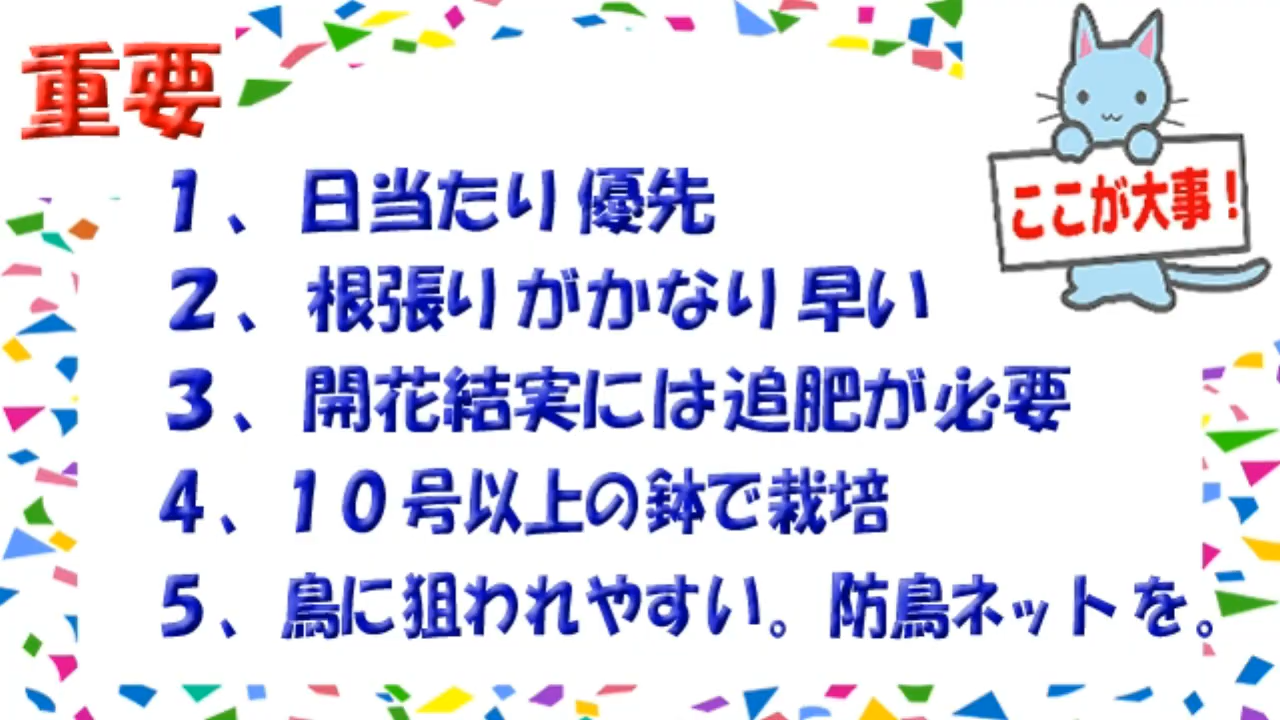 重要
ここが大事！
１、日当たり優先
２、根張りがかなり早い
３、開花結実には追肥が必要
４、１０号以上の鉢で栽培
５、鳥に狙われやすい。防鳥ネットを。